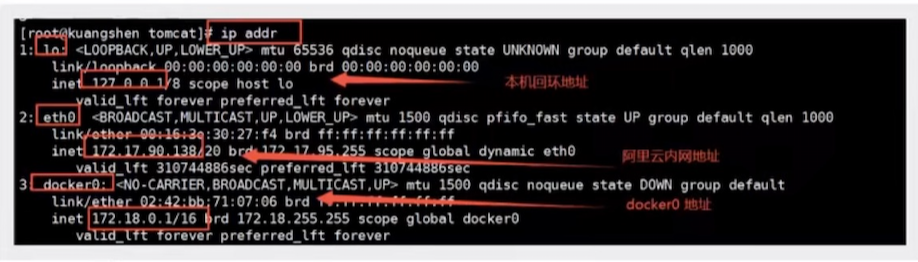 [root@kuangshen tomcat]# ip addr
1: lo: <LOOPBACK,UP,LOWER_UP> mtu 65536 qdisc noqueue state UNKNOWN group default qlen 1000
link/loopback 00:00:00:00:00:00 brd 00:00:00:00:00:00
inet 127.0.0.1/8 scope host lo
本机回环地址
valid_lft forever preferred_lft forever
2: eth0 <BROADCAST,MULTICAST,UP,LOWER_UP> mtu 1500 qdisc pfifo_fast state UP group default qlen 1000
link/ether 00:16:3e:30:27:f4 brd ff:ff:ff:ff:ff:ff
inet 172.17.90.138/20 brd 172.17.95.255 scope global dynamic eth0
阿里云内网地址
valid_lft 310744886sec preferred_lft 310744886sec
3: docker0: <NO-CARRIER,BROADCAST,MULTICAST,UP> mtu 1500 qdisc noqueue state DOWN group default
link/ether 02:42:bb:71:07:06 brd ff:ff:ff:ff:ff:ff
docker0 地址
inet 172.18.0.1/16 brd 172.18.255.255 scope global docker0
valid_lft forever preferred_lft forever